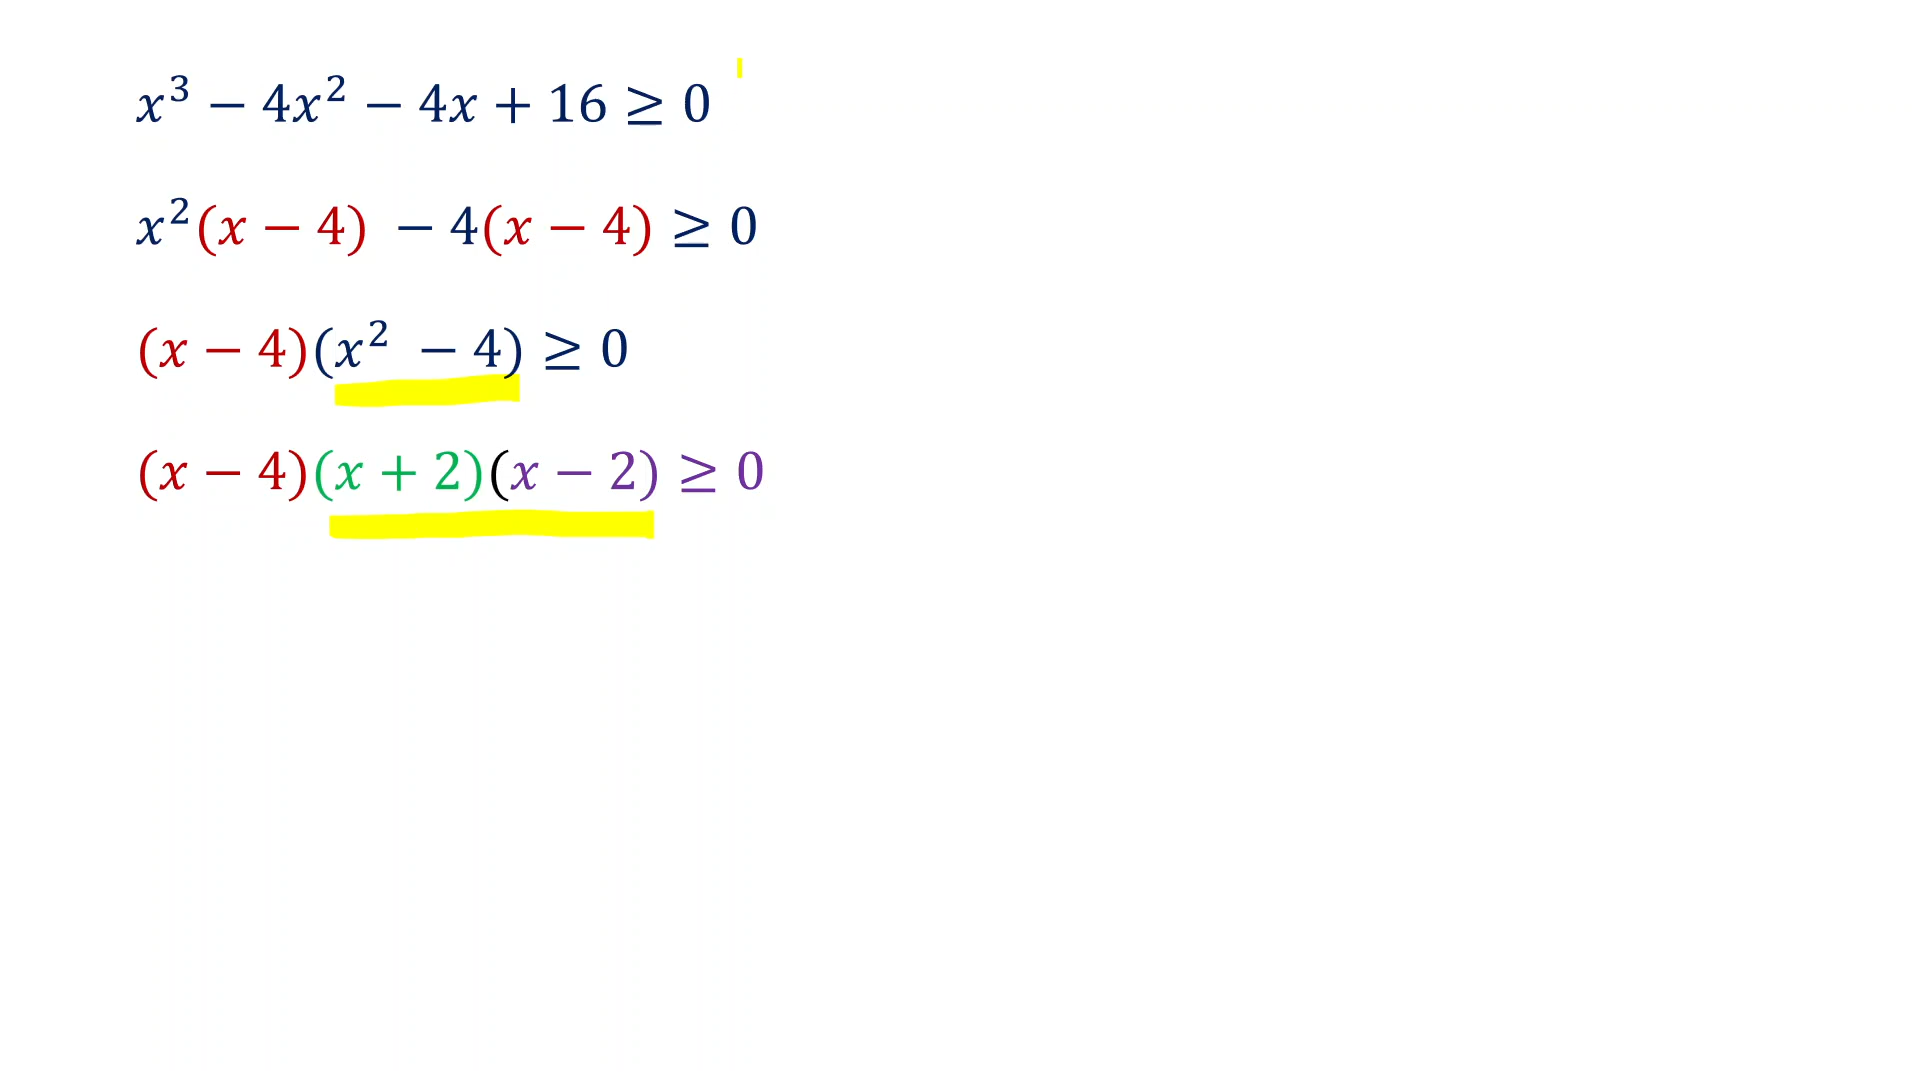 x³ − 4x² − 4x + 16 ≥ 0
x²(x − 4) − 4(x − 4) ≥ 0
(x − 4)(x² − 4) ≥ 0
(x − 4)(x + 2)(x − 2) ≥ 0